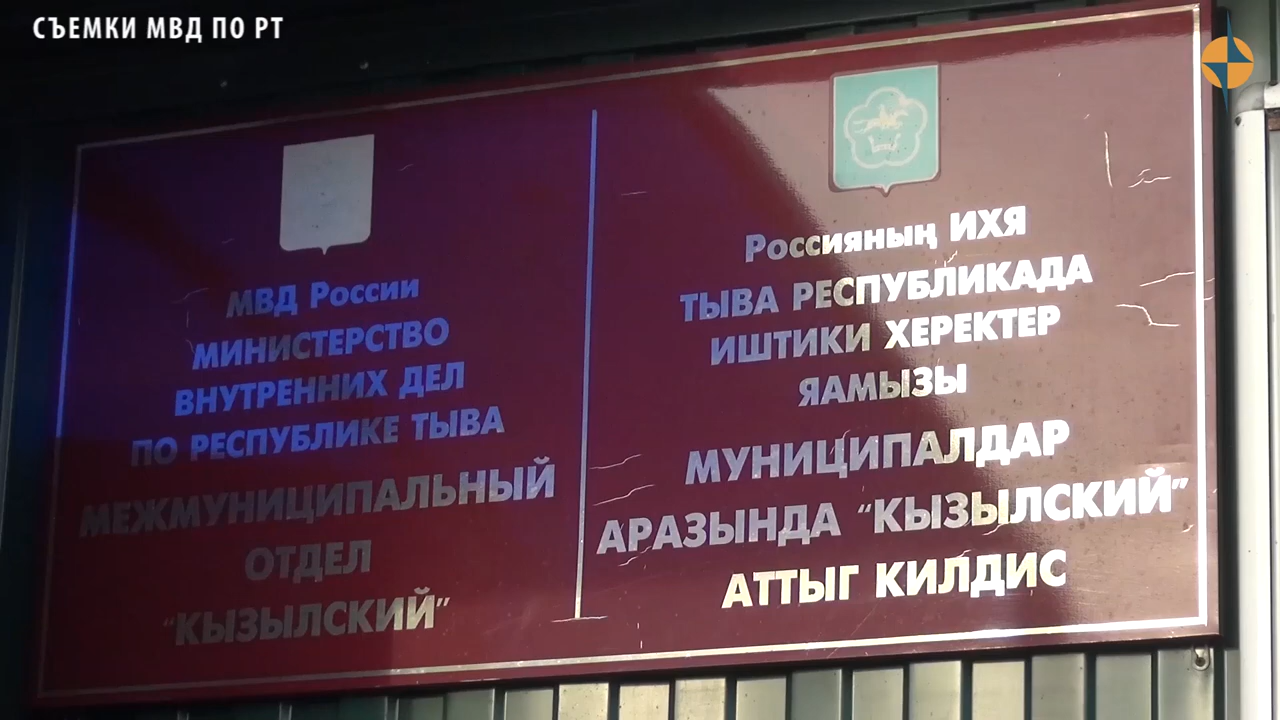 СЪЕМКИ МВД ПО РТ
МВД России
МИНИСТЕРСТВО
ВНУТРЕННИХ ДЕЛ
ПО РЕСПУБЛИКЕ ТЫВА
МЕЖМУНИЦИПАЛЬНЫЙ
ОТДЕЛ
“КЫЗЫЛСКИЙ”
Россияның ИХЯ
ТЫВА РЕСПУБЛИКАДА
ИШТИКИ ХЕРЕКТЕР
ЯАМЫЗЫ
МУНИЦИПАЛДАР
АРАЗЫНДА “КЫЗЫЛСКИЙ”
АТТЫГ КИЛДИС